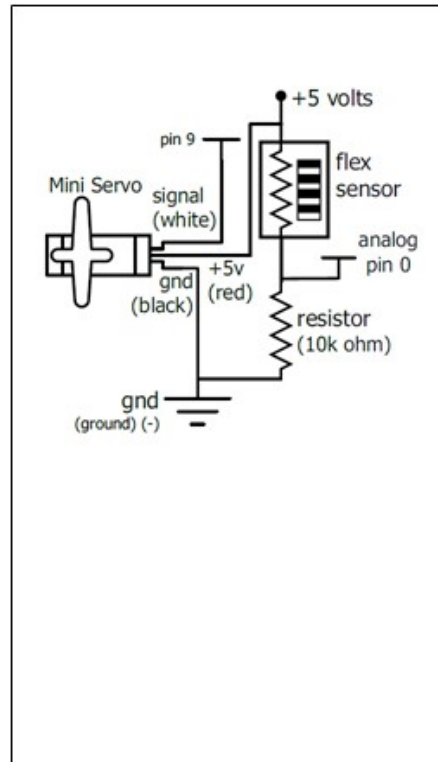 +5 volts
pin 9
flex
sensor
Mini Servo
signal
(white)
analog
pin 0
+5v
(red)
gnd
(black)
resistor
(10k ohm)
gnd
(ground) (-)